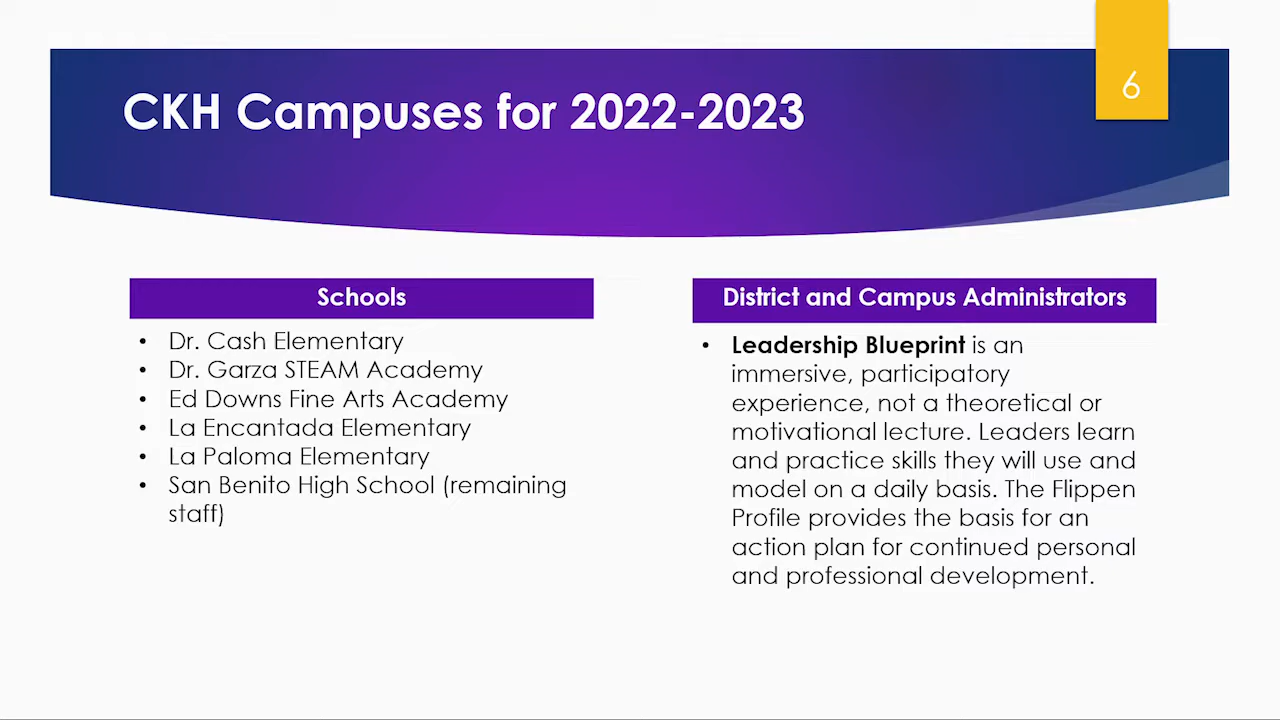 6
CKH Campuses for 2022-2023
Schools
• Dr. Cash Elementary
• Dr. Garza STEAM Academy
• Ed Downs Fine Arts Academy
• La Encantada Elementary
• La Paloma Elementary
• San Benito High School (remaining
staff)
District and Campus Administrators
• Leadership Blueprint is an
immersive, participatory
experience, not a theoretical or
motivational lecture. Leaders learn
and practice skills they will use and
model on a daily basis. The Flippen
Profile provides the basis for an
action plan for continued personal
and professional development.